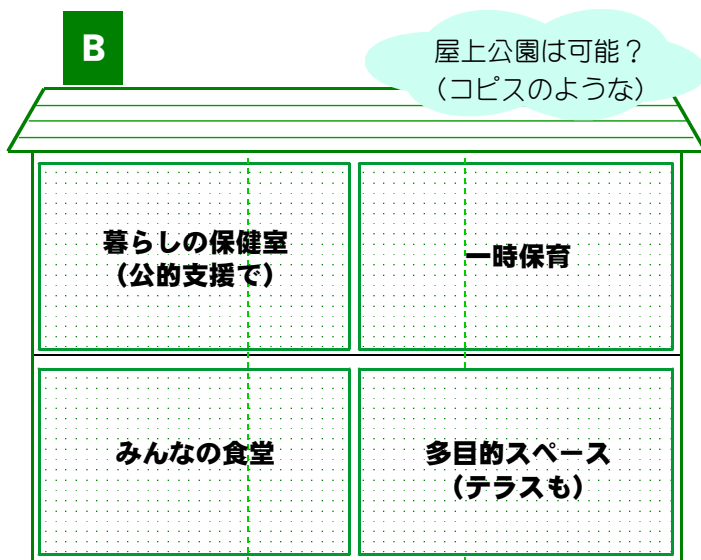 B
屋上公園は可能？
（コピスのような）
暮らしの保健室
（公的支援で）
一時保育
みんなの食堂
多目的スペース
（テラスも）